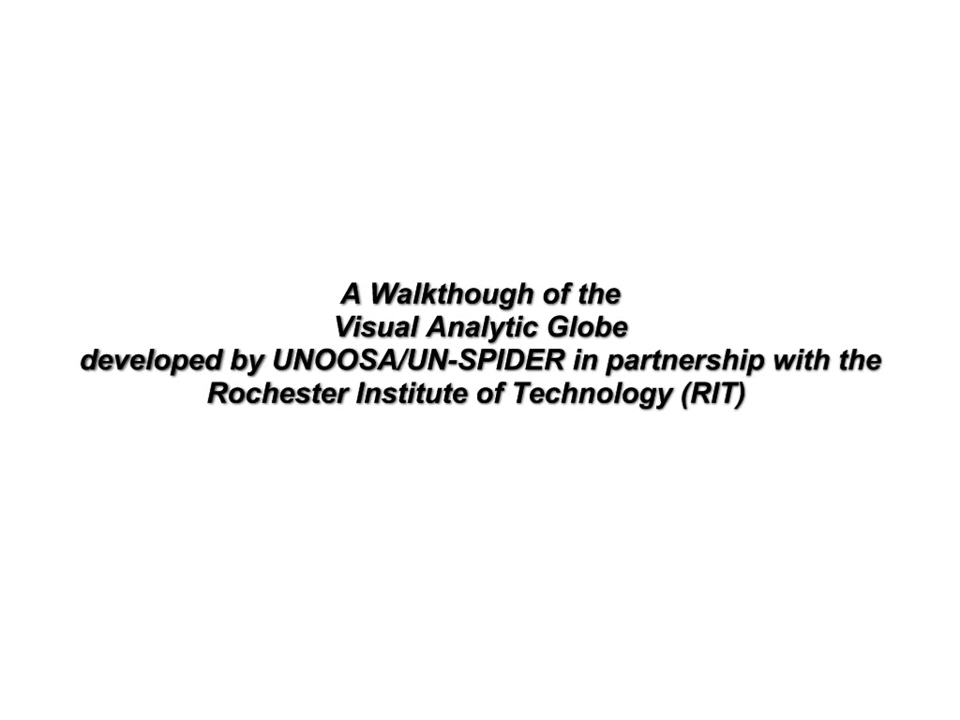 A Walkthough of the
Visual Analytic Globe
developed by UNOOSA/UN-SPIDER in partnership with the
Rochester Institute of Technology (RIT)